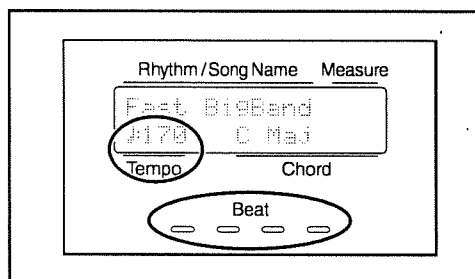 Rhythm / Song Name Measure
Fast BigBand
♩:170 C Maj
Tempo Chord
Beat